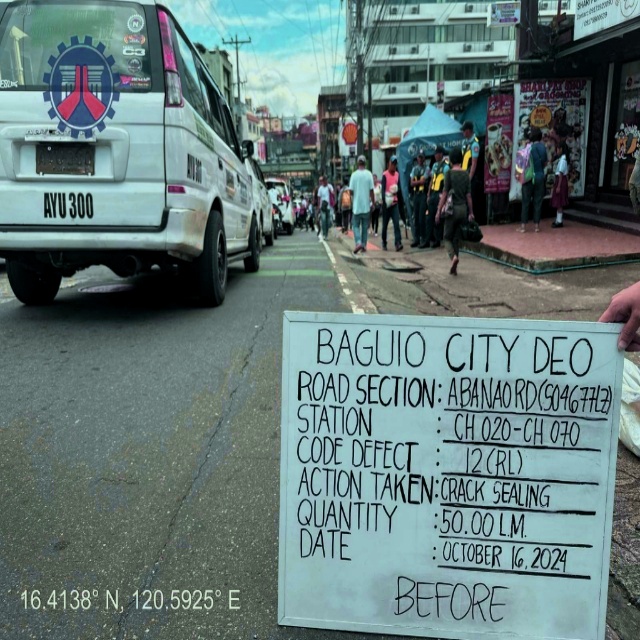 AYU 300
BAGUIO CITY DEO
ROAD SECTION: ABANAO RD (S04677LZ)
STATION : CH 020-CH 070
CODE DEFECT : 12 (RL)
ACTION TAKEN: CRACK SEALING
QUANTITY : 50.00 L.M.
DATE : OCTOBER 16, 2024
BEFORE
16.4138° N, 120.5925° E